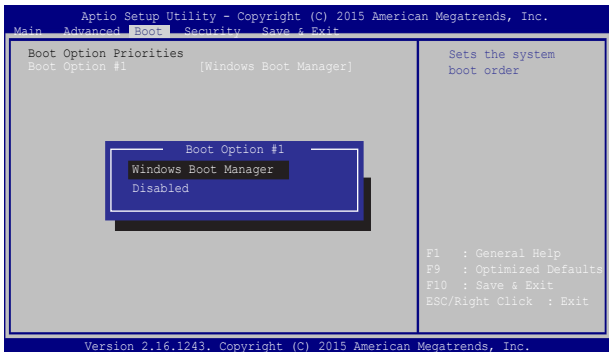 Aptio Setup Utility - Copyright (C) 2015 American Megatrends, Inc.
Main Advanced Boot Security Save & Exit
Boot Option Priorities
Boot Option #1 [Windows Boot Manager]
Sets the system
boot order
Boot Option #1
Windows Boot Manager
Disabled
F1 : General Help
F9 : Optimized Defaults
F10 : Save & Exit
ESC/Right Click : Exit
Version 2.16.1243. Copyright (C) 2015 American Megatrends, Inc.